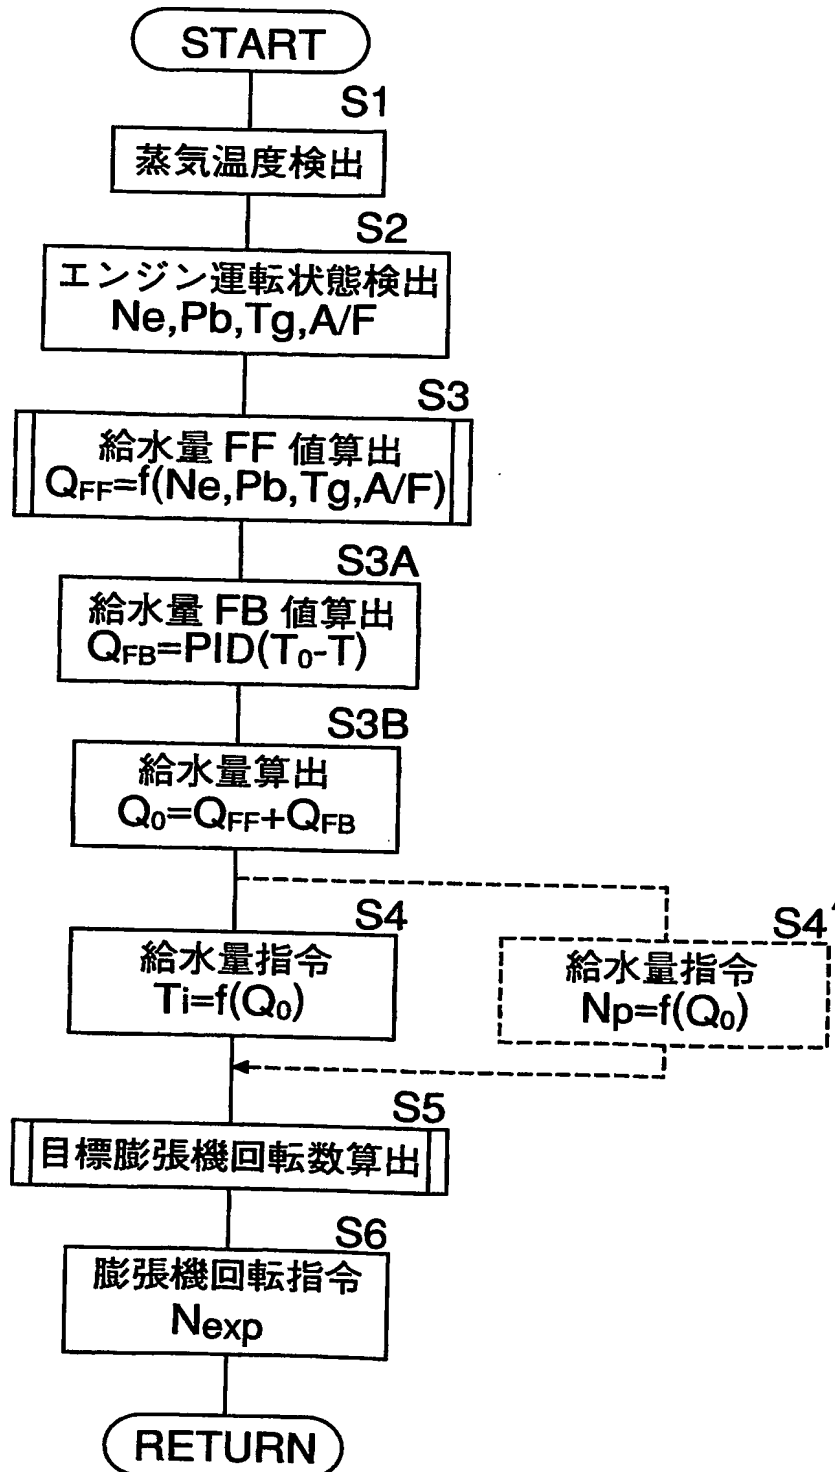 START
S1
蒸気温度検出
S2
エンジン運転状態検出
Ne,Pb,Tg,A/F
S3
給水量 FF 値算出
QFF=f(Ne,Pb,Tg,A/F)
S3A
給水量 FB 値算出
QFB=PID(T0-T)
S3B
給水量算出
Q0=QFF+QFB
S4
給水量指令
Ti=f(Q0)
S4'
給水量指令
Np=f(Q0)
S5
目標膨張機回転数算出
S6
膨張機回転指令
Nexp
RETURN